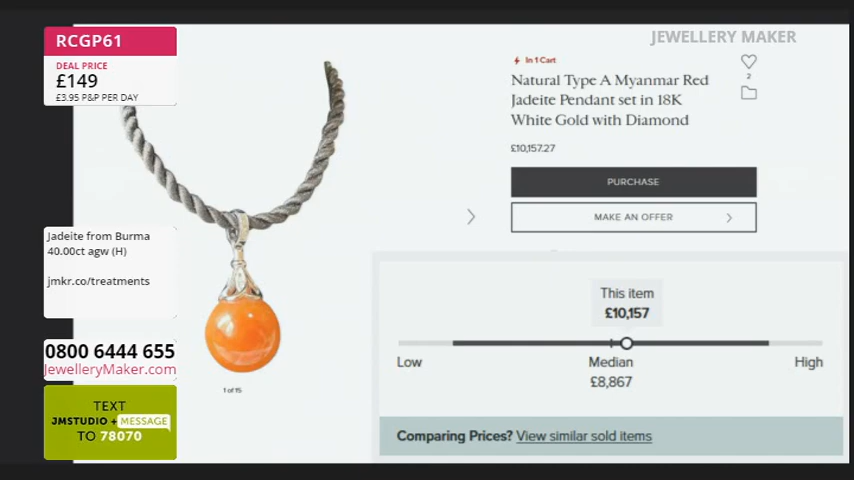 RCGP61
DEAL PRICE
£149
£3.95 P&P PER DAY
Jadeite from Burma
40.00ct agw (H)
jmkr.co/treatments
0800 6444 655
JewelleryMaker.com
TEXT
JMSTUDIO + MESSAGE
TO 78070
JEWELLERY MAKER
In 1 Cart
2
Natural Type A Myanmar Red
Jadeite Pendant set in 18K
White Gold with Diamond
£10,157.27
PURCHASE
MAKE AN OFFER
1 of 15
This item
£10,157
Low
Median
High
£8,867
Comparing Prices? View similar sold items